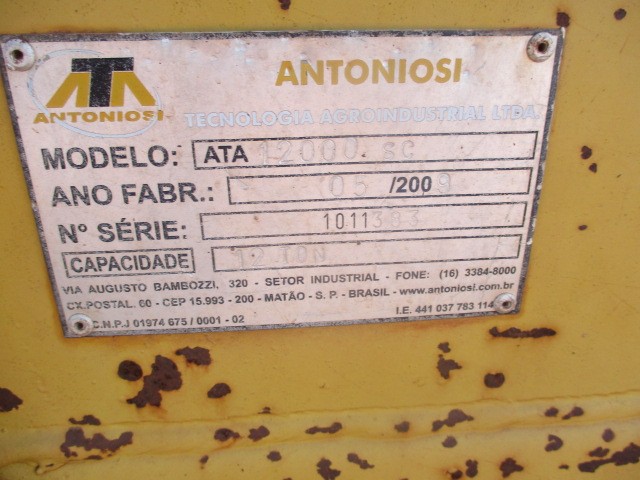 ATA
ANTONIOSI
ANTONIOSI
TECNOLOGIA AGROINDUSTRIAL LTDA.
MODELO: ATA 12000 SC
ANO FABR.: 05 /2009
Nº SÉRIE: 1011383
CAPACIDADE 12 TON
VIA AUGUSTO BAMBOZZI, 320 - SETOR INDUSTRIAL - FONE: (16) 3384-8000
CX.POSTAL. 60 - CEP 15.993 - 200 - MATÃO - S. P. - BRASIL - www.antoniosi.com.br
C.N.P.J 01974 675 / 0001 - 02 I.E. 441 037 783 114